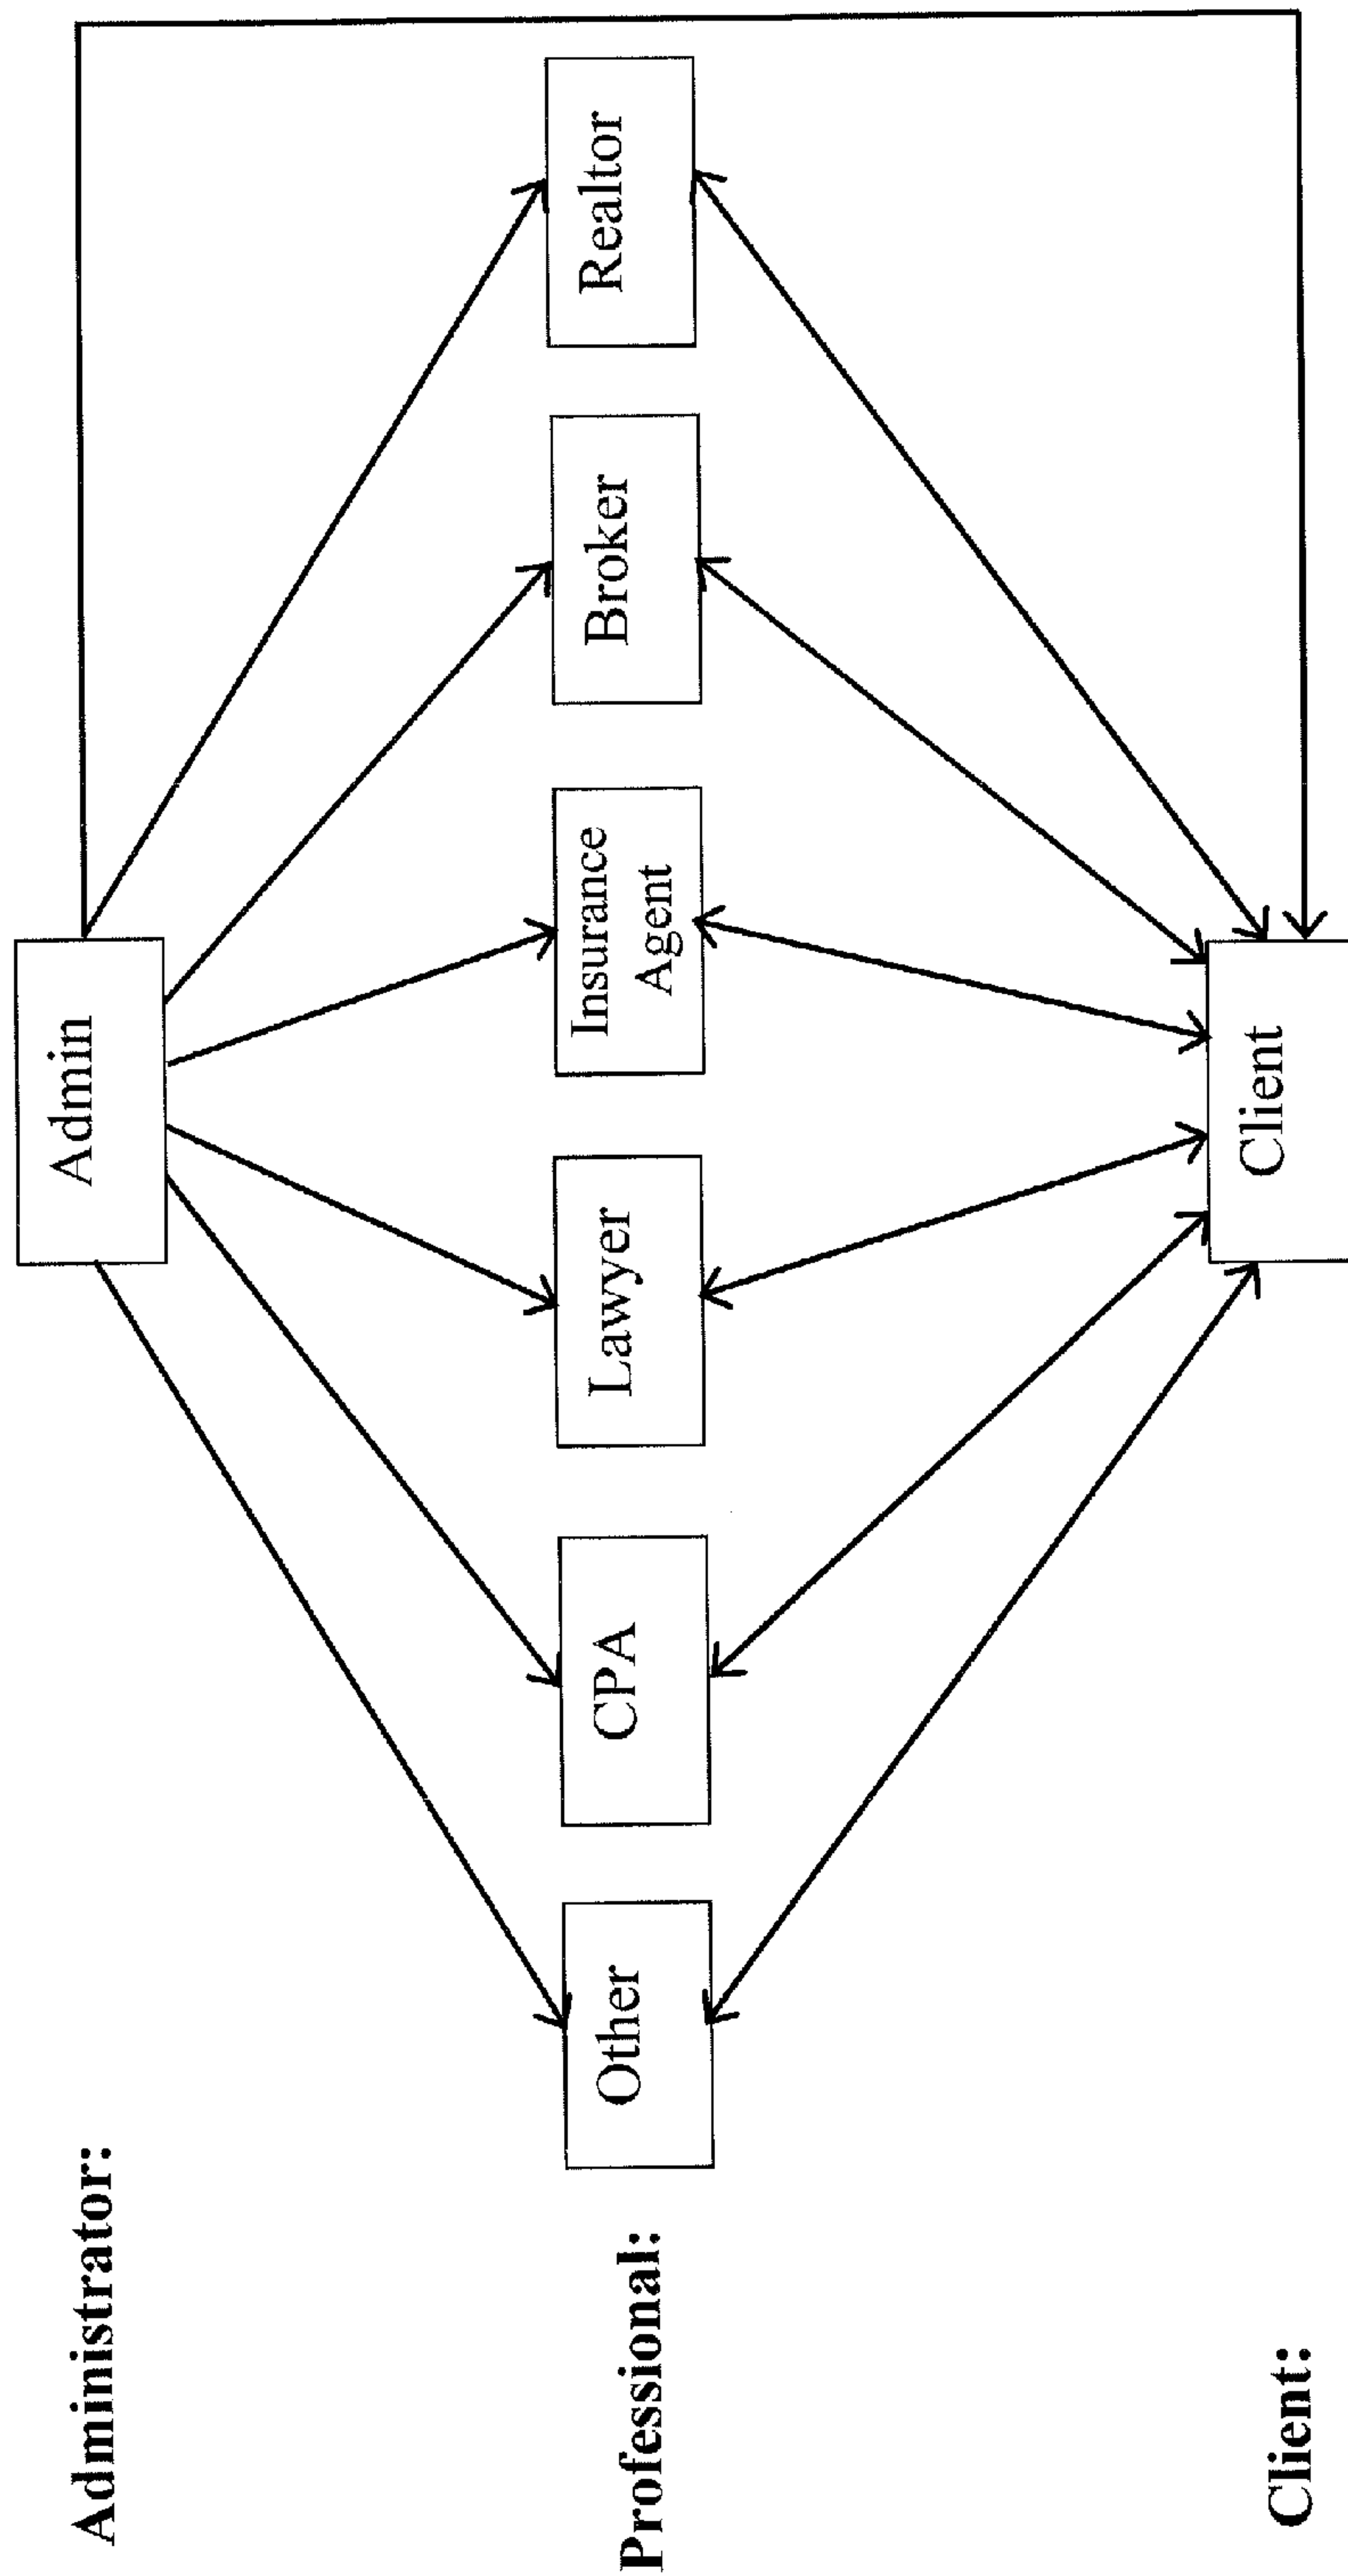 Administrator:
Admin
Professional:
Other
CPA
Lawyer
Insurance
Agent
Broker
Realtor
Client:
Client